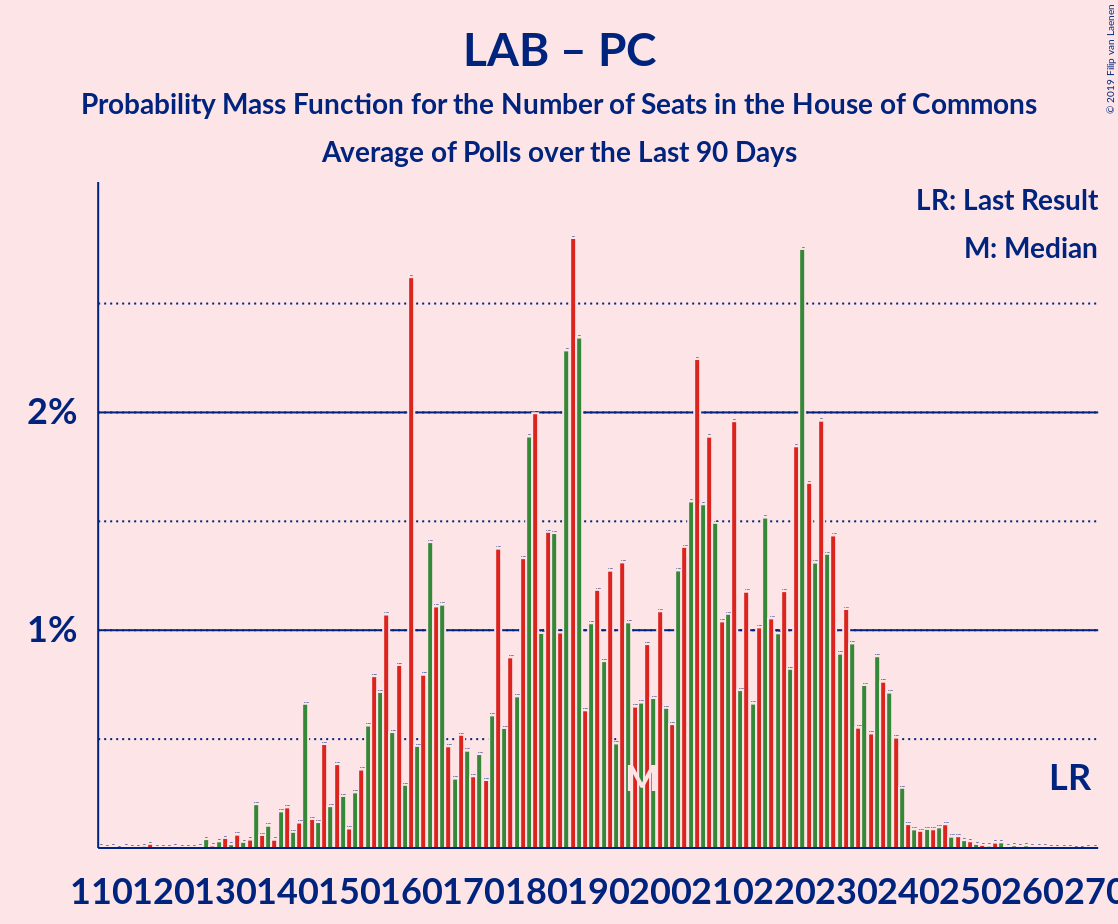 LAB – PC
Probability Mass Function for the Number of Seats in the House of Commons
Average of Polls over the Last 90 Days
© 2019 Filip van Laenen
LR: Last Result
M: Median
2%
1%
M
LR
110 120 130 140 150 160 170 180 190 200 210 220 230 240 250 260 270